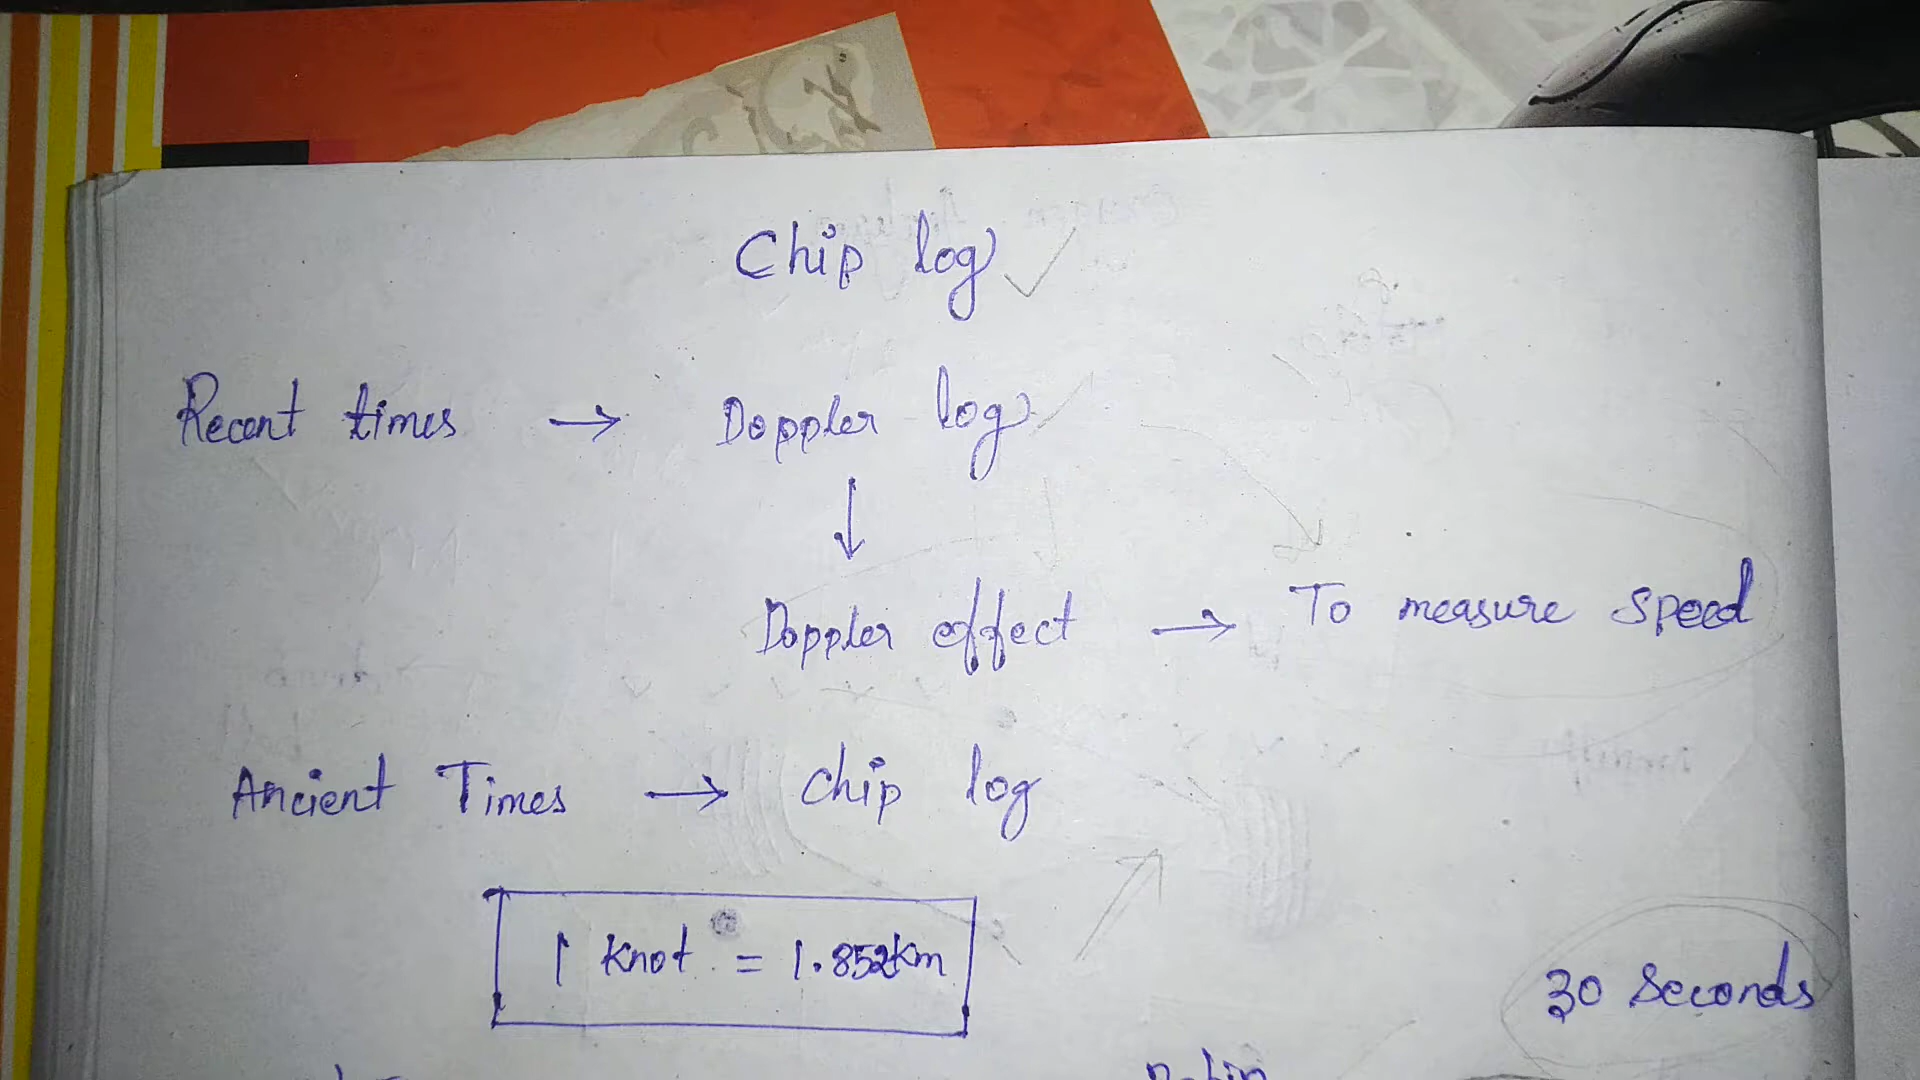 Chip log
Recent times → Doppler log
↓
Doppler effect → To measure speed
Ancient Times → Chip log
1 Knot = 1.852Km
30 Seconds